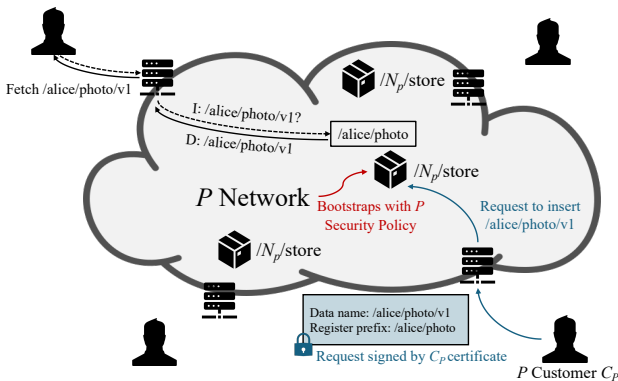 Fetch /alice/photo/v1
/Np/store
I: /alice/photo/v1?
D: /alice/photo/v1
/alice/photo
/Np/store
P Network
Bootstraps with P
Security Policy
Request to insert
/alice/photo/v1
/Np/store
Data name: /alice/photo/v1
Register prefix: /alice/photo
Request signed by CP certificate
P Customer CP